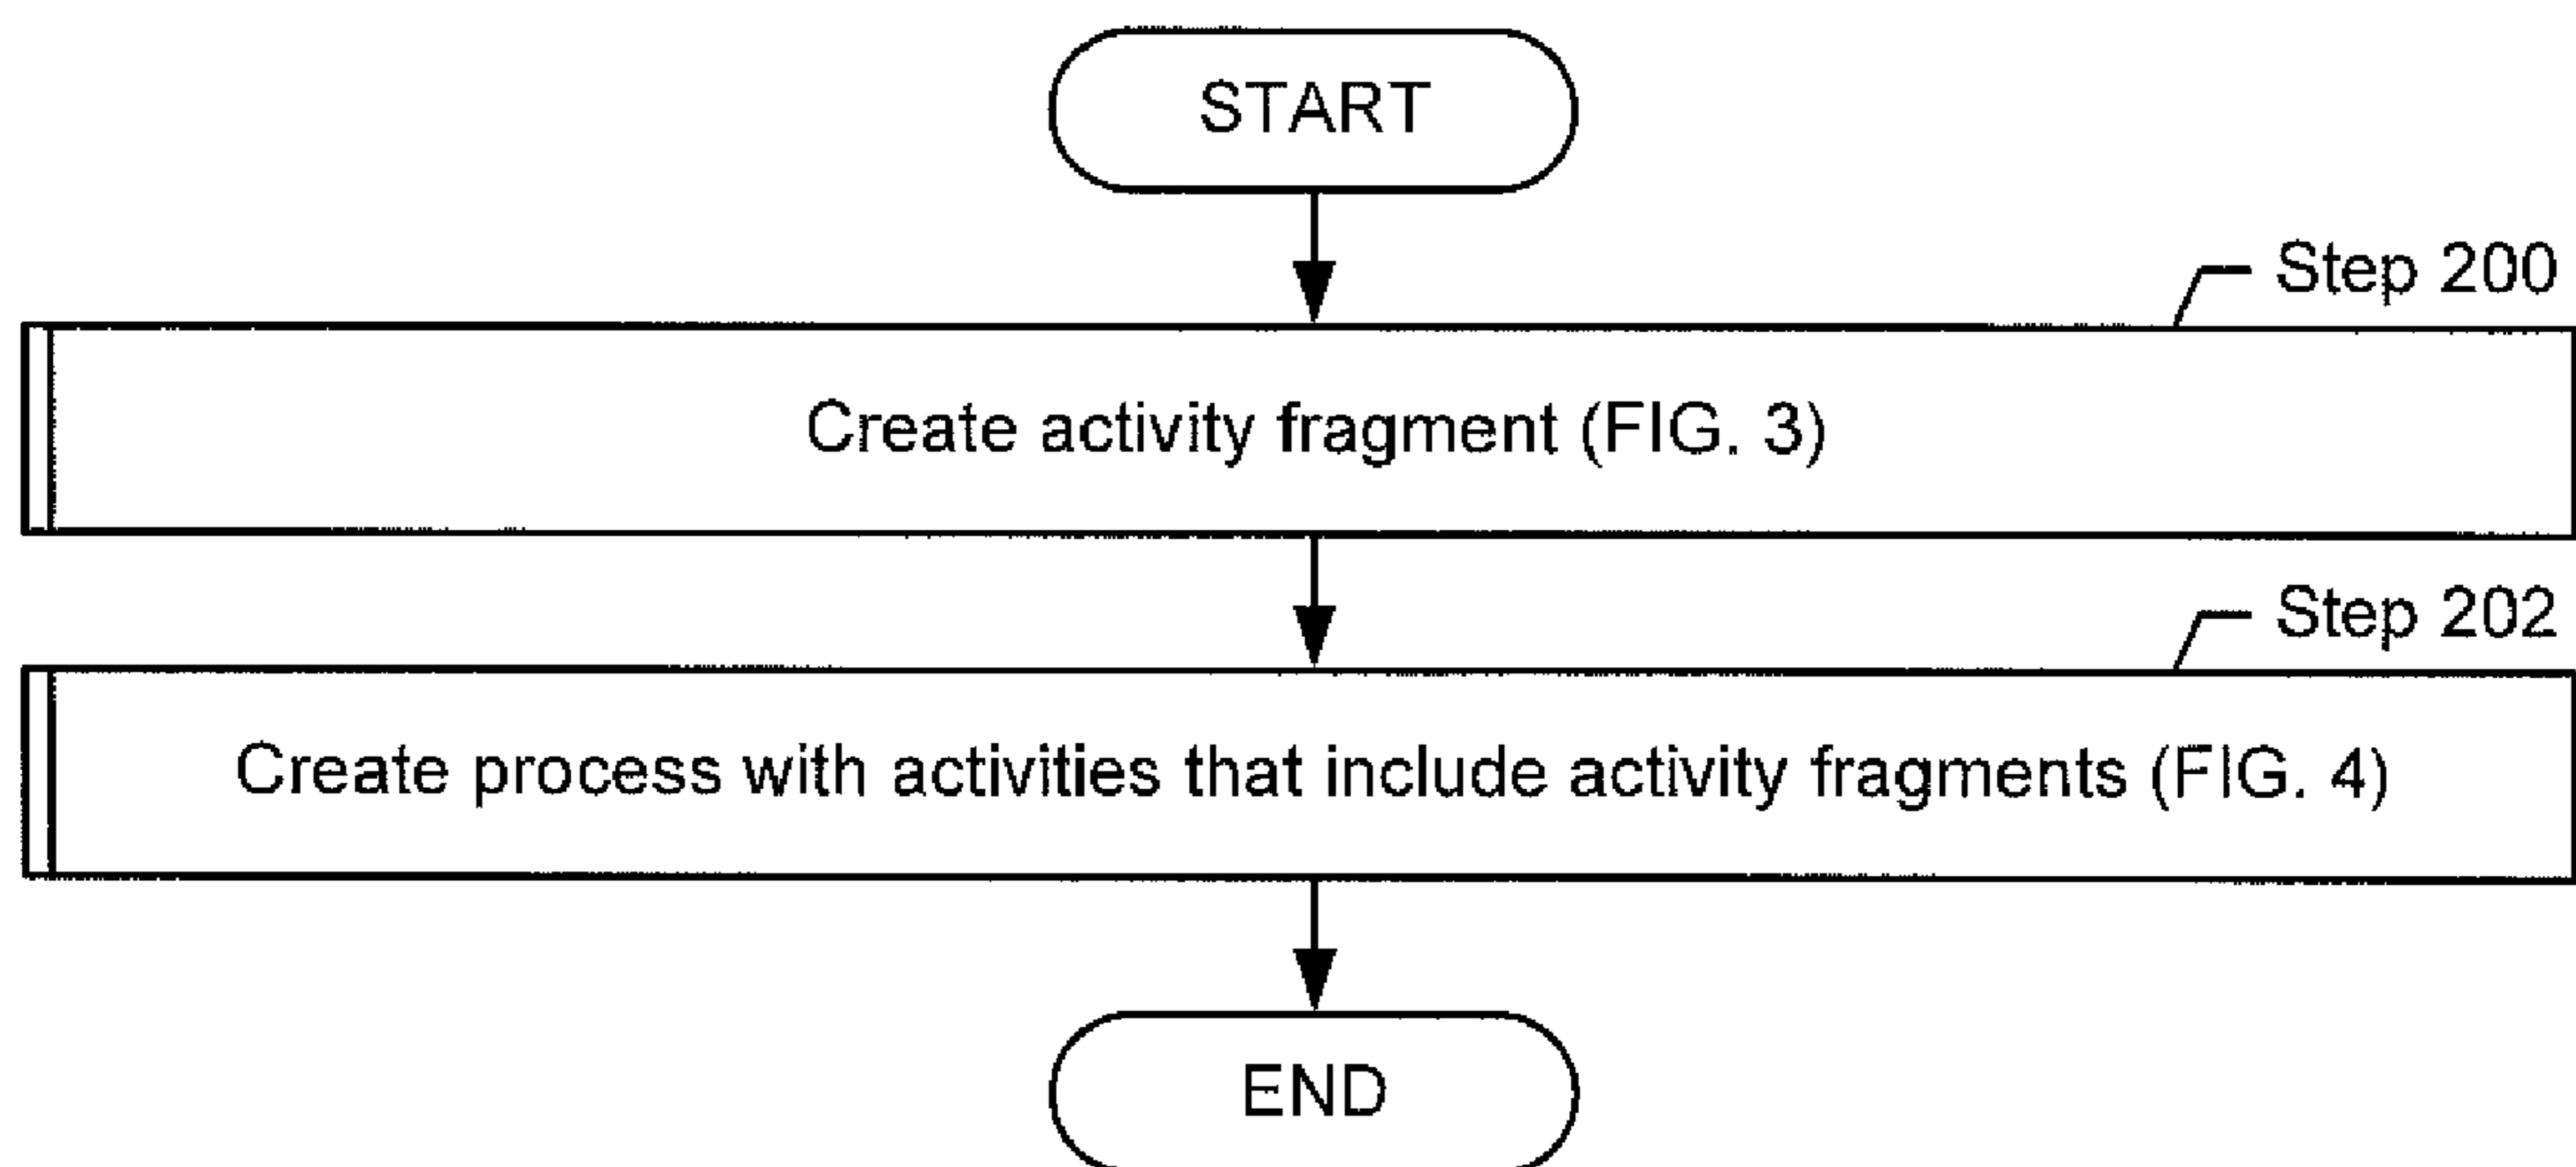 START
Step 200
Create activity fragment (FIG. 3)
Step 202
Create process with activities that include activity fragments (FIG. 4)
END